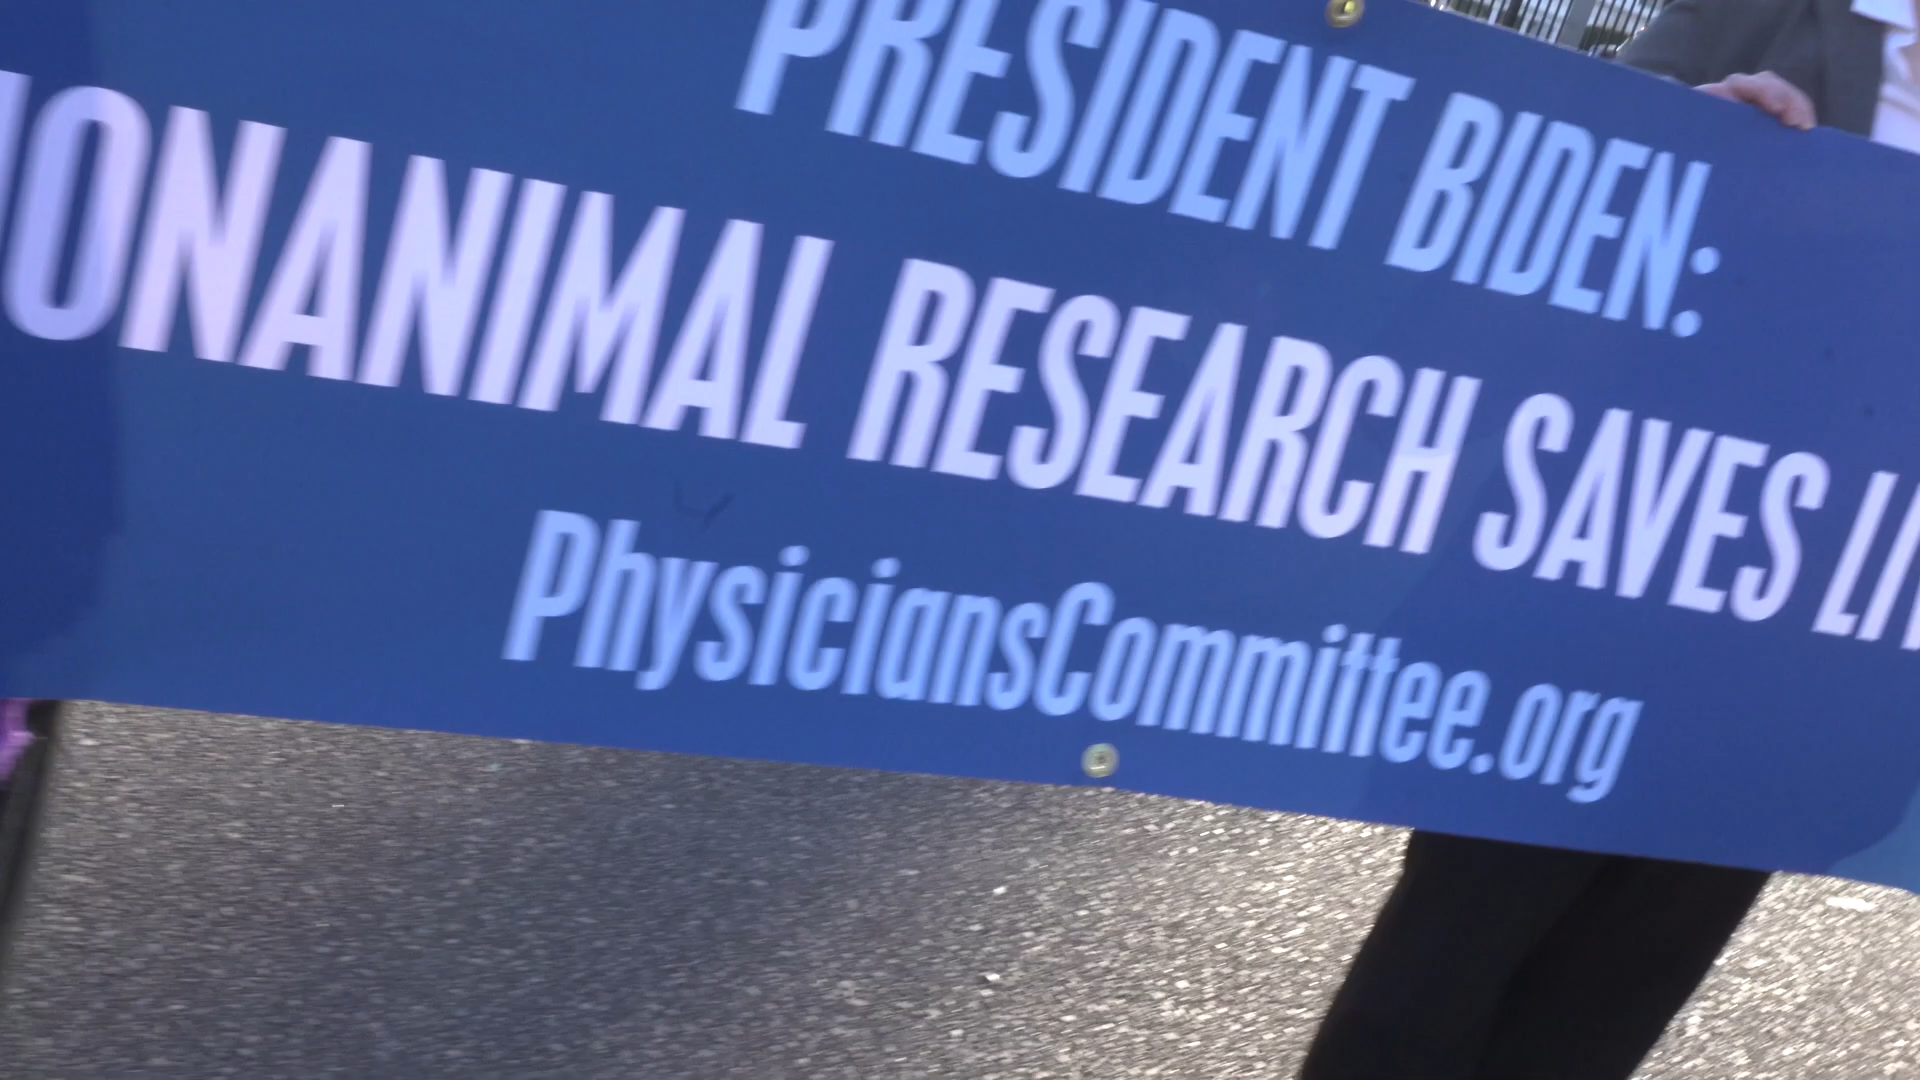 PRESIDENT BIDEN:
NONANIMAL RESEARCH SAVES
PhysiciansCommittee.org